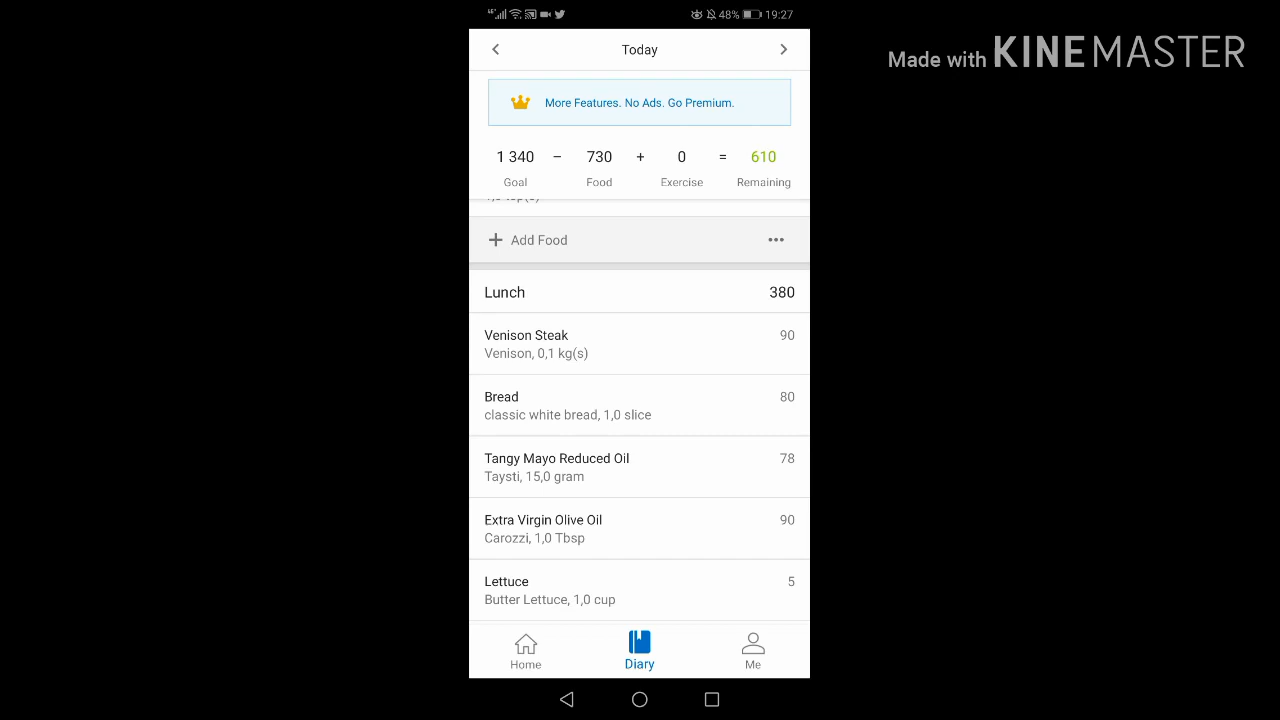 48% 19:27
Made with KINEMASTER
Today
More Features. No Ads. Go Premium.
1 340 – 730 + 0 = 610
Goal Food Exercise Remaining
+ Add Food •••
Lunch 380
Venison Steak 90
Venison, 0,1 kg(s)
Bread 80
classic white bread, 1,0 slice
Tangy Mayo Reduced Oil 78
Taysti, 15,0 gram
Extra Virgin Olive Oil 90
Carozzi, 1,0 Tbsp
Lettuce 5
Butter Lettuce, 1,0 cup
Home Diary Me